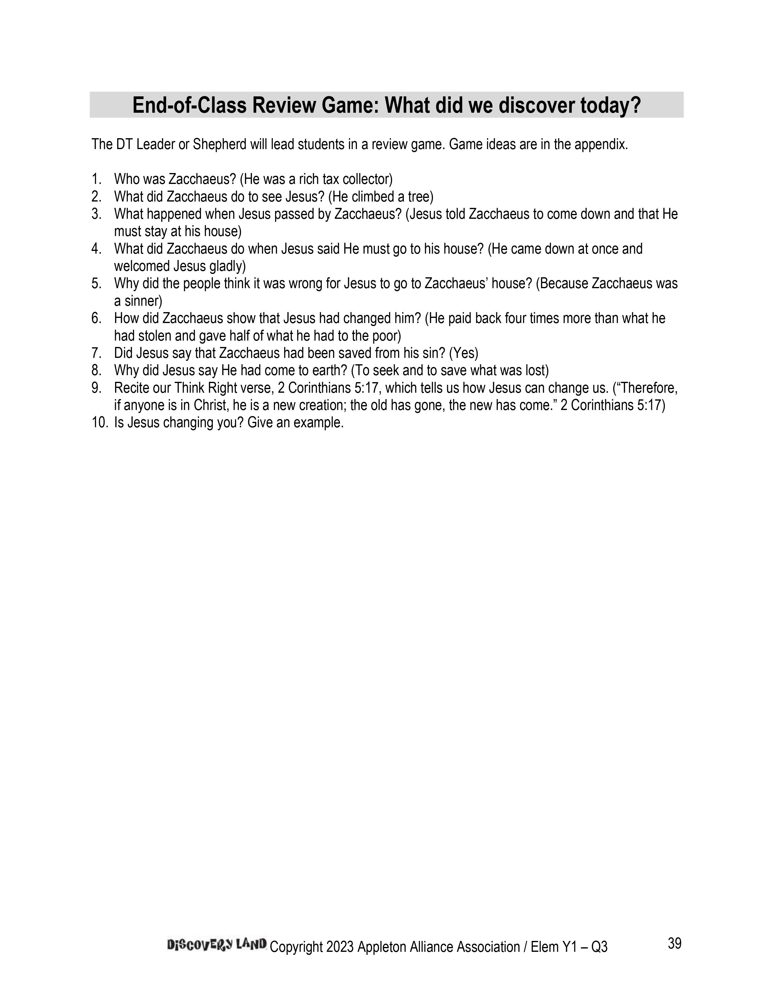 End-of-Class Review Game: What did we discover today?
The DT Leader or Shepherd will lead students in a review game. Game ideas are in the appendix.
1. Who was Zacchaeus? (He was a rich tax collector)
2. What did Zacchaeus do to see Jesus? (He climbed a tree)
3. What happened when Jesus passed by Zacchaeus? (Jesus told Zacchaeus to come down and that He
must stay at his house)
4. What did Zacchaeus do when Jesus said He must go to his house? (He came down at once and
welcomed Jesus gladly)
5. Why did the people think it was wrong for Jesus to go to Zacchaeus’ house? (Because Zacchaeus was
a sinner)
6. How did Zacchaeus show that Jesus had changed him? (He paid back four times more than what he
had stolen and gave half of what he had to the poor)
7. Did Jesus say that Zacchaeus had been saved from his sin? (Yes)
8. Why did Jesus say He had come to earth? (To seek and to save what was lost)
9. Recite our Think Right verse, 2 Corinthians 5:17, which tells us how Jesus can change us. (“Therefore,
if anyone is in Christ, he is a new creation; the old has gone, the new has come.” 2 Corinthians 5:17)
10. Is Jesus changing you? Give an example.
DiSCOVERY LAND Copyright 2023 Appleton Alliance Association / Elem Y1 – Q3 39